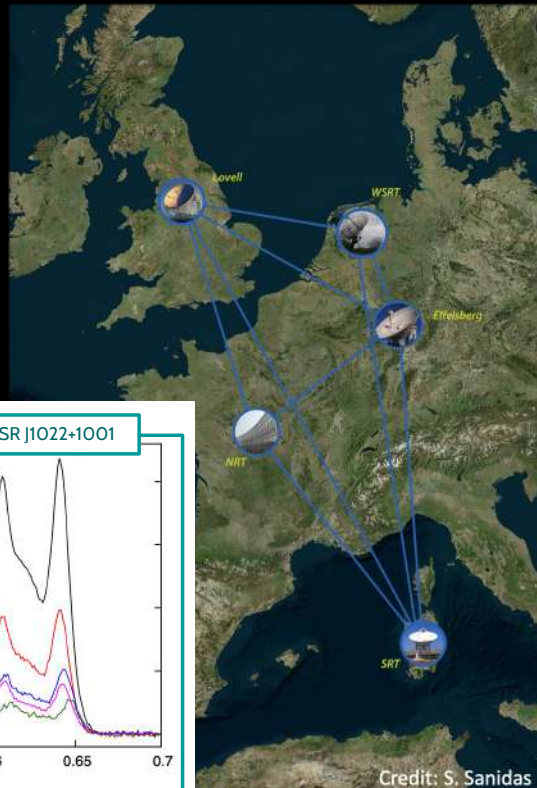 Lovell
WSRT
Effelsberg
SR J1022+1001
NRT
SRT
0.65
0.7
Credit: S. Sanidas